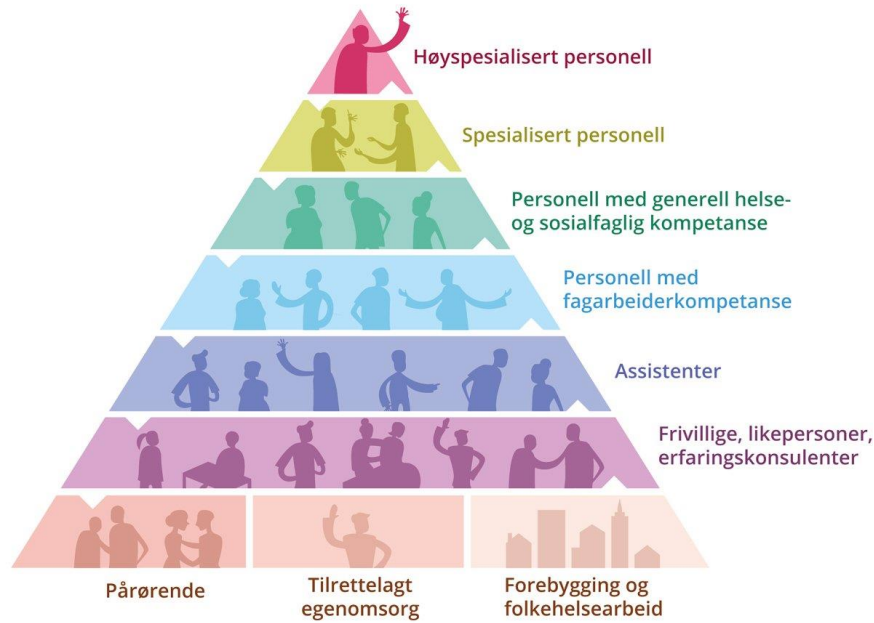 Høyspesialisert personell
Spesialisert personell
Personell med generell helse-
og sosialfaglig kompetanse
Personell med
fagarbeiderkompetanse
Assistenter
Frivillige, likepersoner,
erfaringskonsulenter
Pårørende
Tilrettelagt
egenomsorg
Forebygging og
folkehelsearbeid